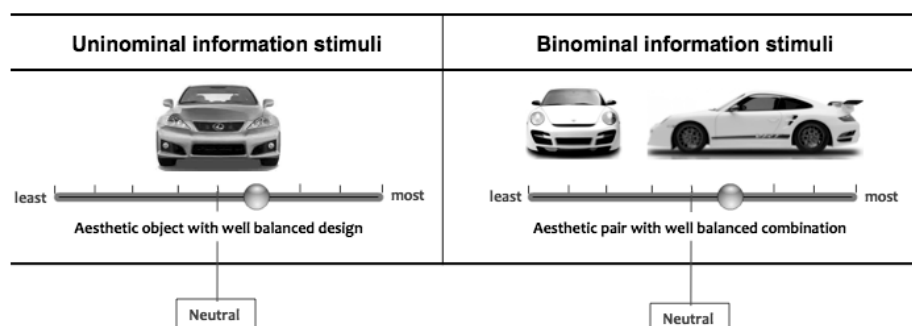 Uninominal information stimuli
Binominal information stimuli
least
most
Aesthetic object with well balanced design
least
most
Aesthetic pair with well balanced combination
Neutral
Neutral